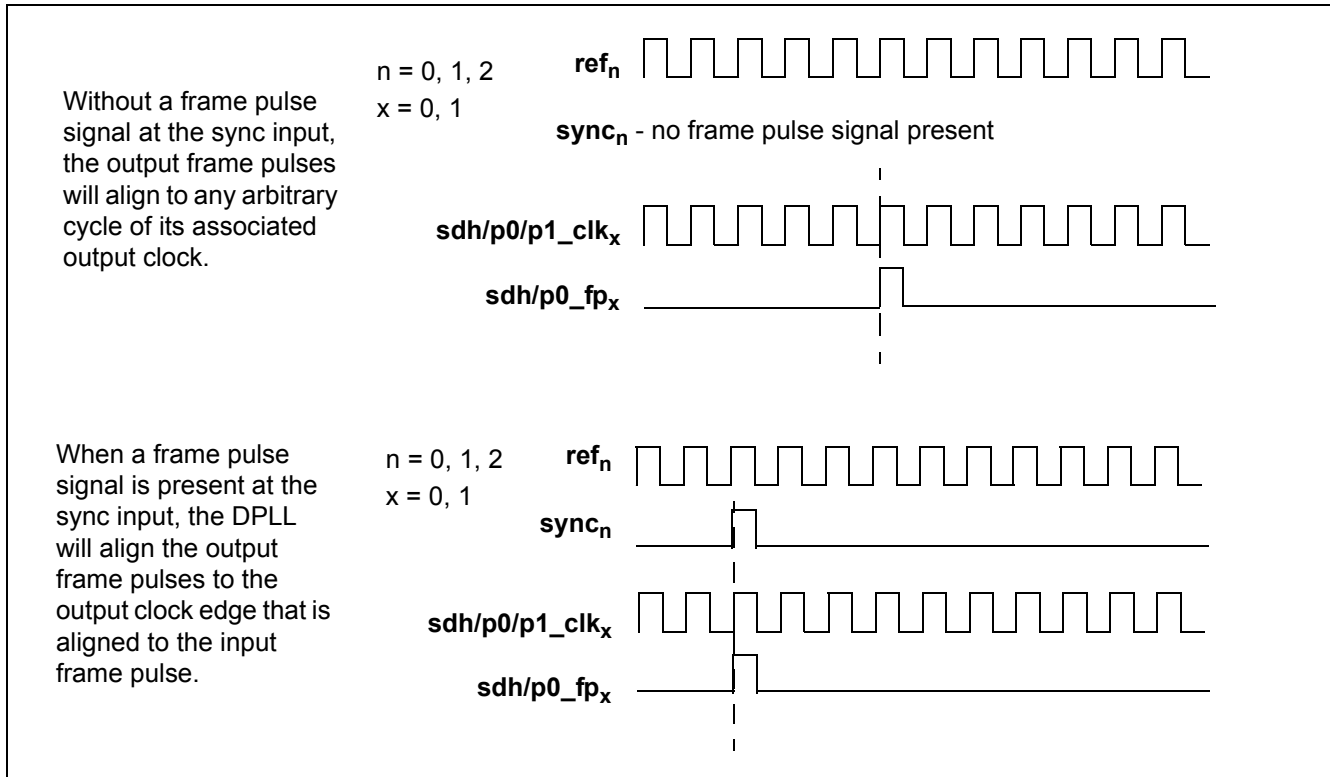 Without a frame pulse
signal at the sync input,
the output frame pulses
will align to any arbitrary
cycle of its associated
output clock.
n = 0, 1, 2
x = 0, 1
refn
syncn - no frame pulse signal present
sdh/p0/p1_clkx
sdh/p0_fpx
When a frame pulse
signal is present at the
sync input, the DPLL
will align the output
frame pulses to the
output clock edge that is
aligned to the input
frame pulse.
n = 0, 1, 2
x = 0, 1
refn
syncn
sdh/p0/p1_clkx
sdh/p0_fpx